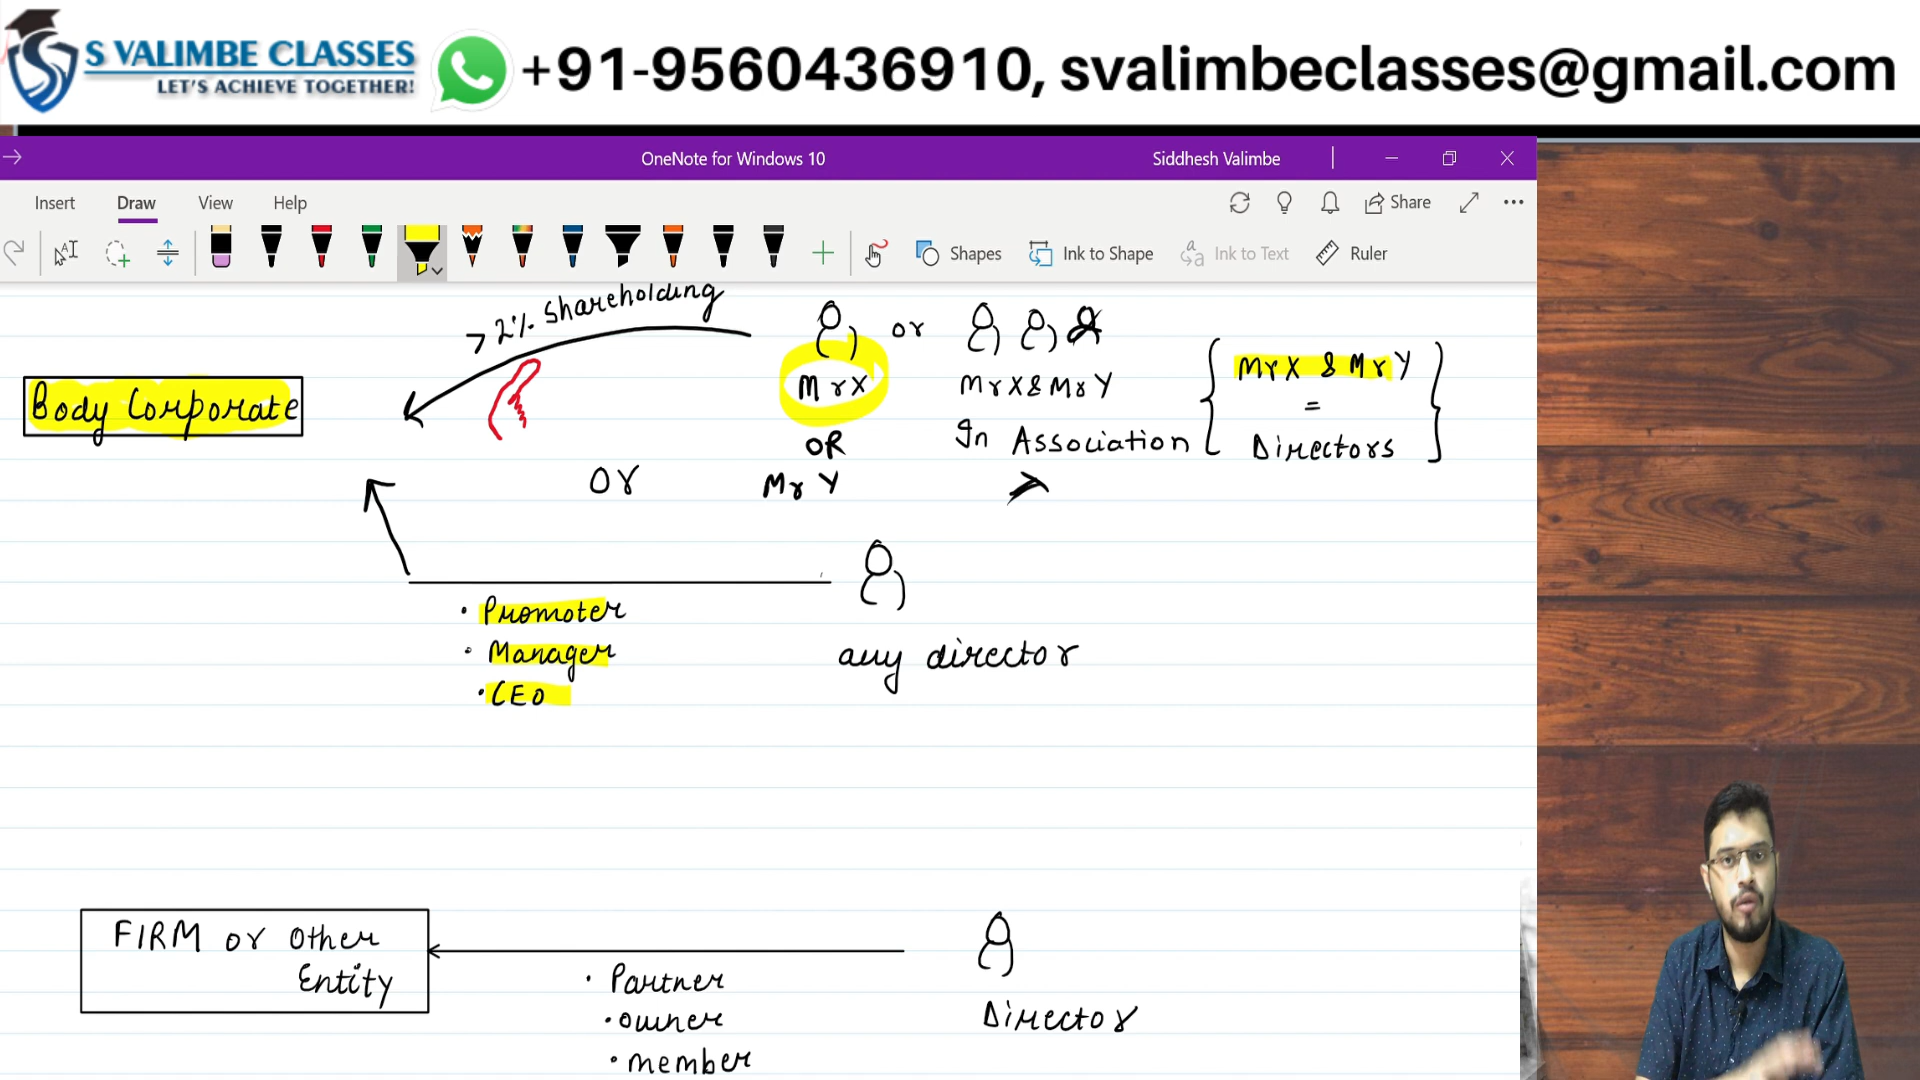 S VALIMBE CLASSES
LET'S ACHIEVE TOGETHER!
+91-9560436910, svalimbeclasses@gmail.com
OneNote for Windows 10
Siddhesh Valimbe
Insert Draw View Help
Share
Shapes Ink to Shape Ink to Text Ruler
> 2% Shareholding
or
Body Corporate
Mr X
Mr X & Mr Y
Mr X & Mr Y
=
Directors
OR
In Association
or
Mr Y
• Promoter
• Manager
• CEO
any director
FIRM or Other
Entity
• Partner
• owner
• member
Director